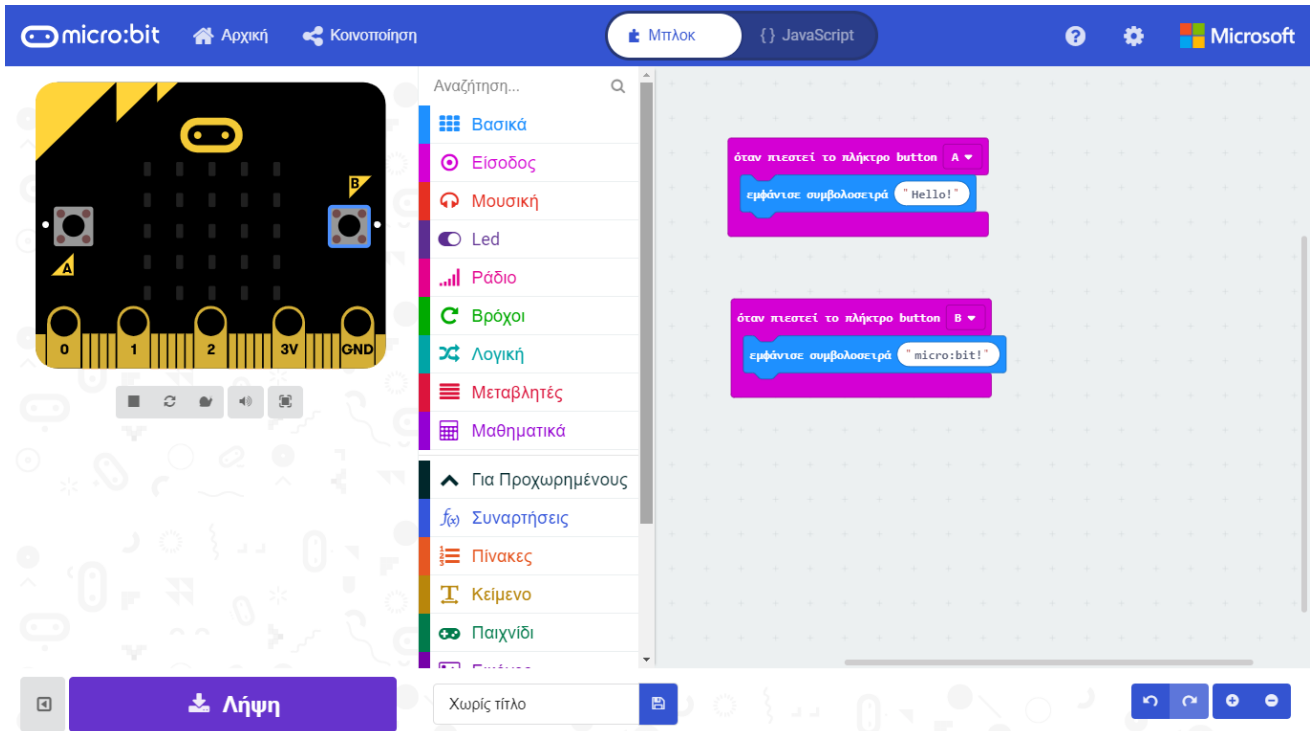 micro:bit Αρχική Κοινοποίηση Μπλοκ {} JavaScript ? Microsoft
Αναζήτηση...
Βασικά
Είσοδος
Μουσική
Led
Ράδιο
Βρόχοι
Λογική
Μεταβλητές
Μαθηματικά
Για Προχωρημένους
f(x) Συναρτήσεις
Πίνακες
Κείμενο
Παιχνίδι
B
A
0 1 2 3V GND
όταν πιεστεί το πλήκτρο button A
εμφάνισε συμβολοσειρά "Hello!"
όταν πιεστεί το πλήκτρο button B
εμφάνισε συμβολοσειρά "micro:bit!"
Λήψη
Χωρίς τίτλο